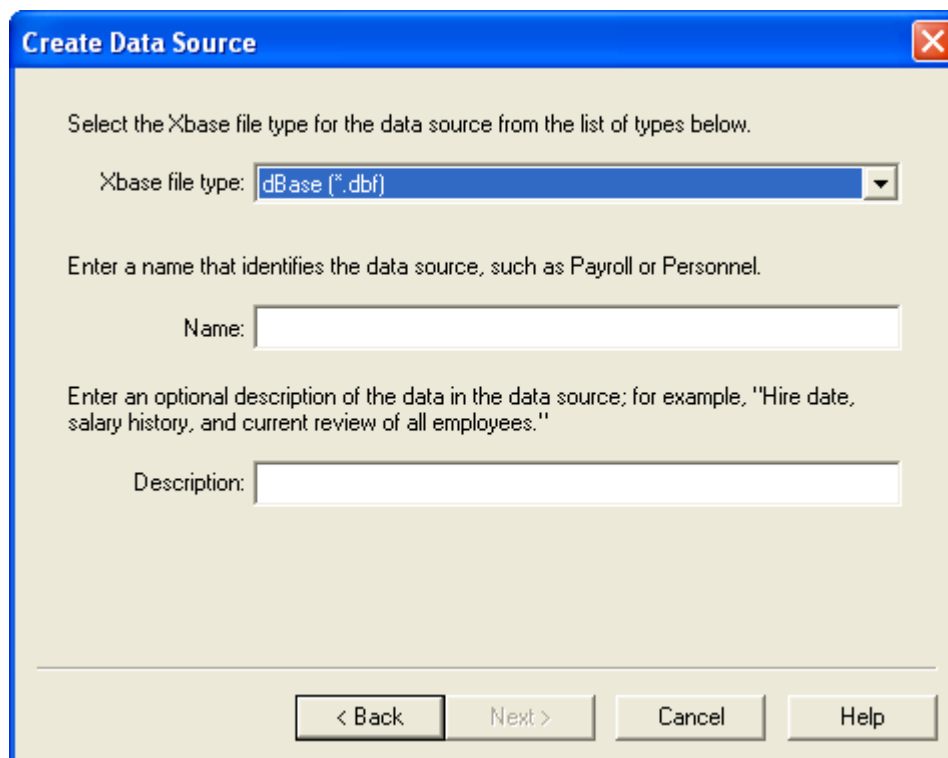 Create Data Source
Select the Xbase file type for the data source from the list of types below.
Xbase file type: dBase (*.dbf)
Enter a name that identifies the data source, such as Payroll or Personnel.
Name:
Enter an optional description of the data in the data source; for example, "Hire date,
salary history, and current review of all employees."
Description:
< Back Next > Cancel Help